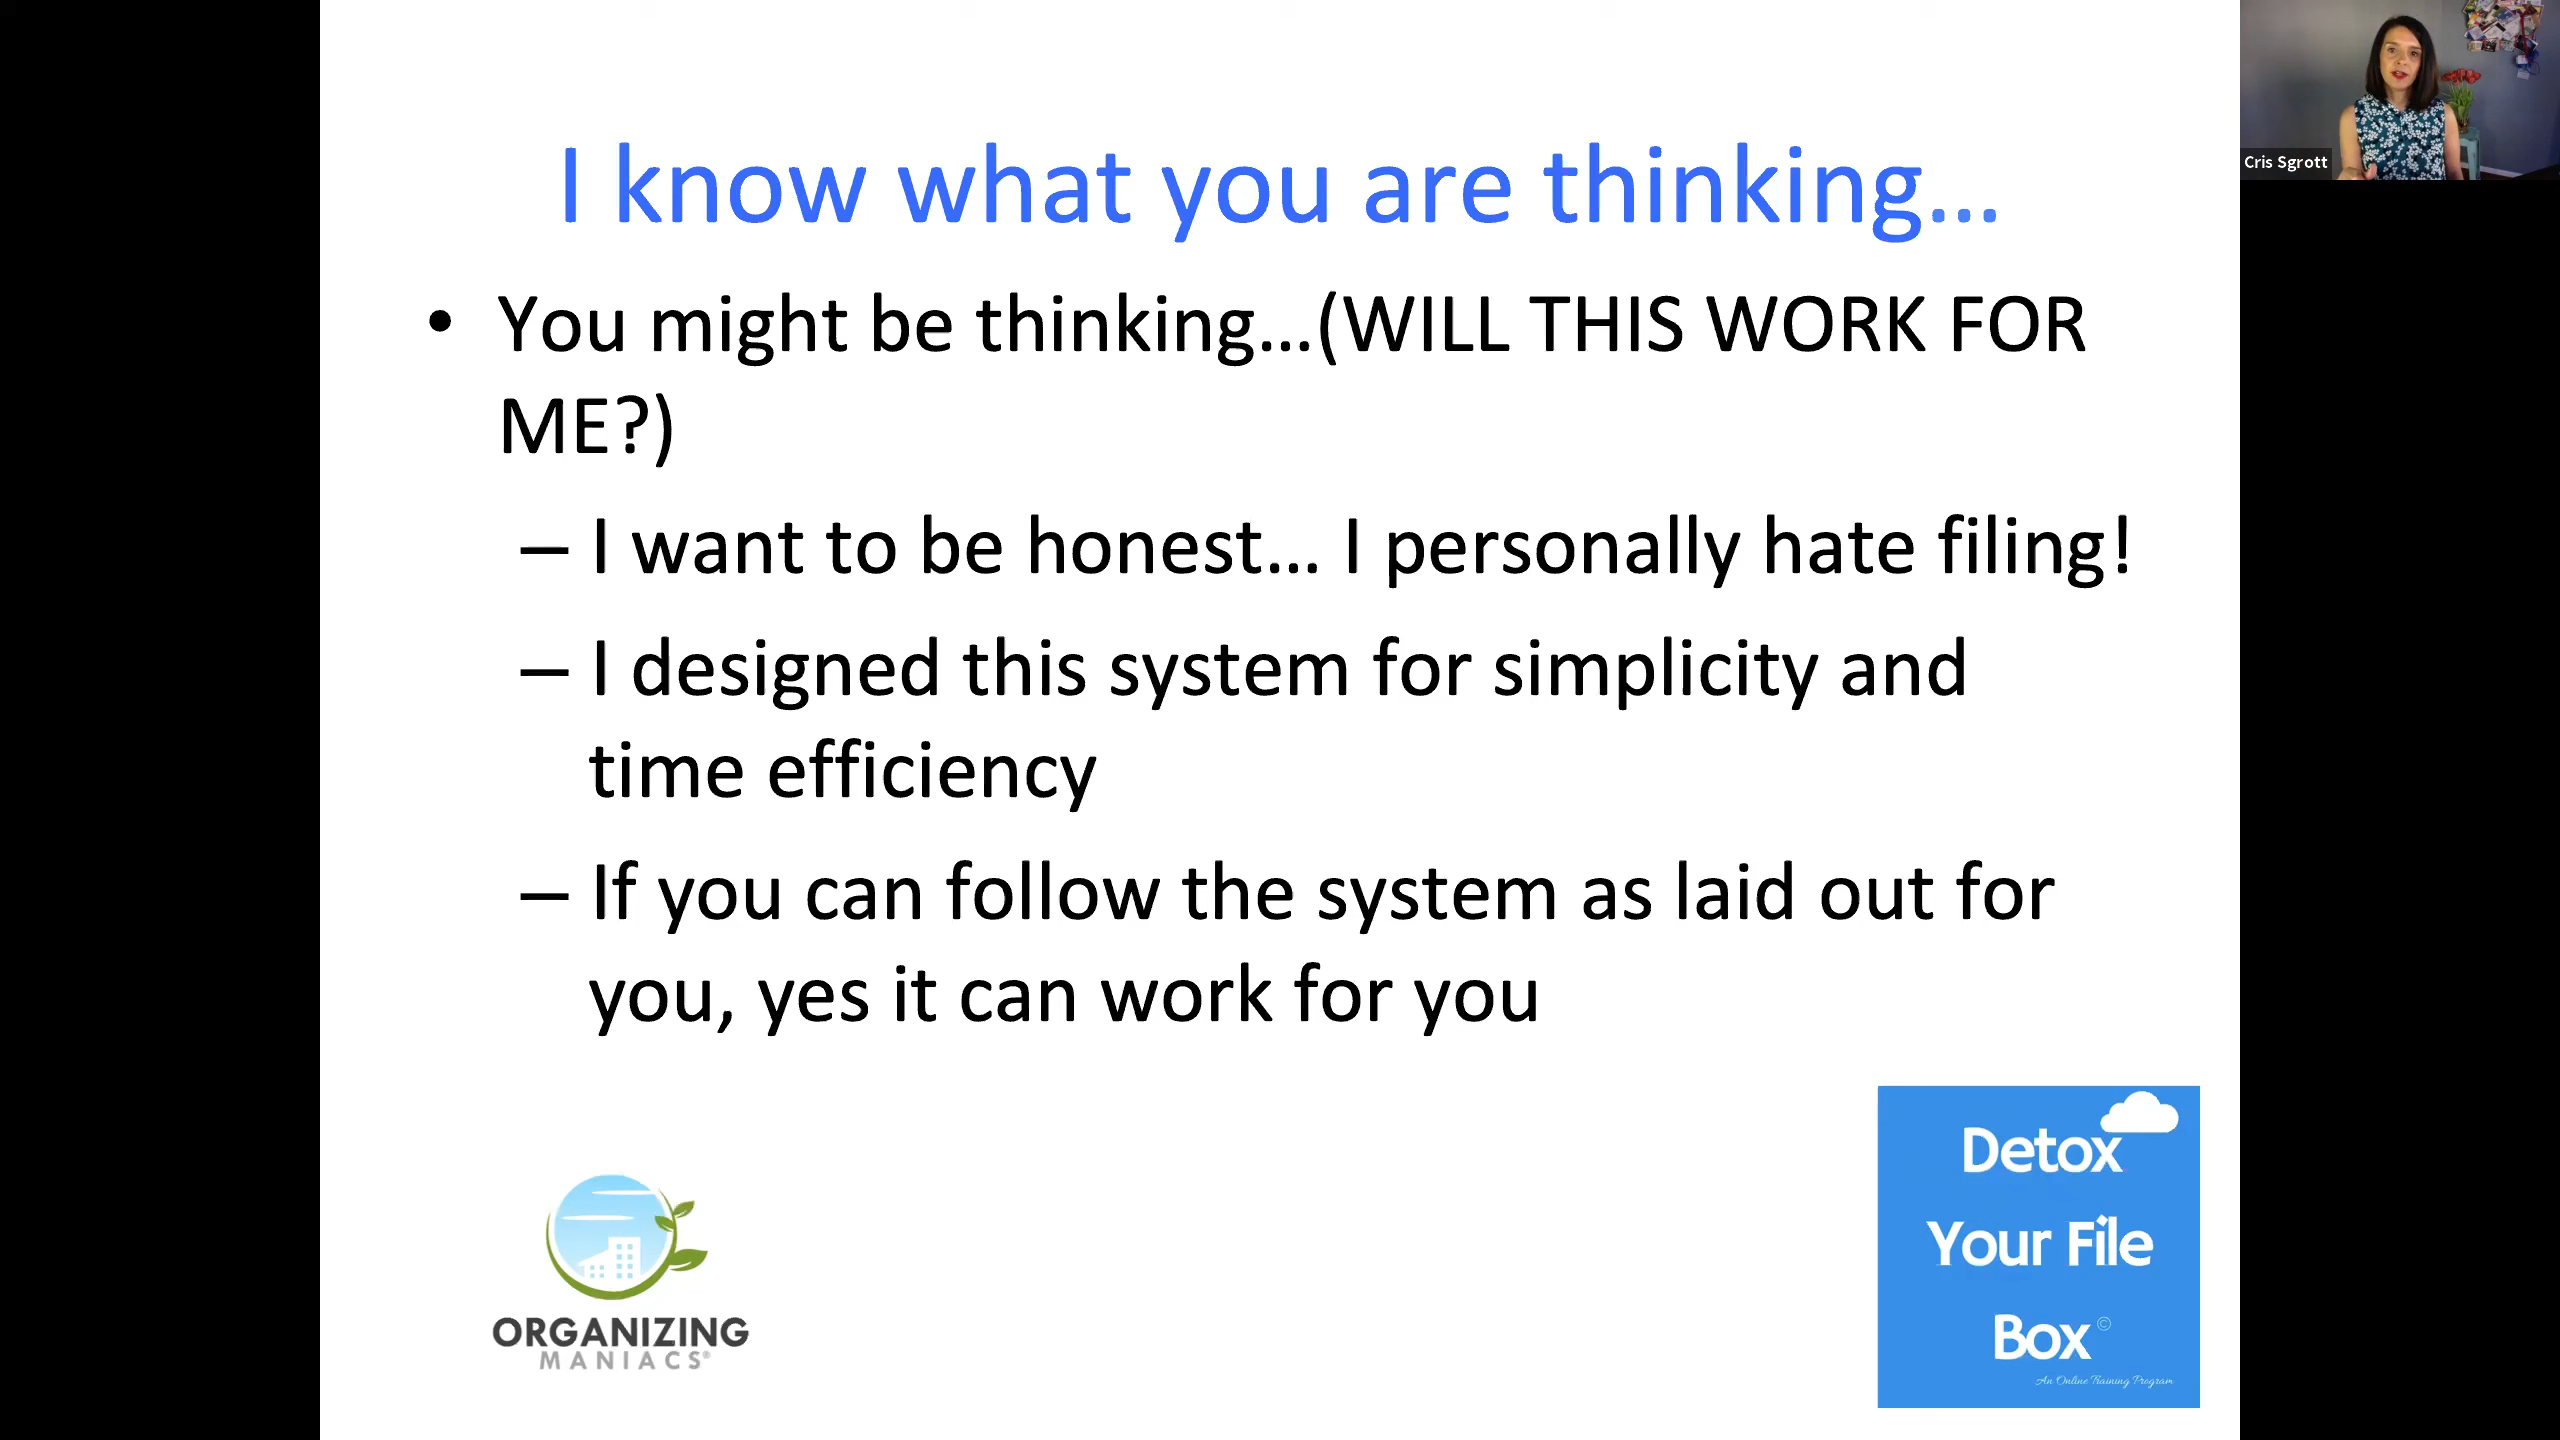 I know what you are thinking...
• You might be thinking...(WILL THIS WORK FOR
ME?)
– I want to be honest... I personally hate filing!
– I designed this system for simplicity and
time efficiency
– If you can follow the system as laid out for
you, yes it can work for you
ORGANIZING
MANIACS®
Detox
Your File
Box ©
An Online Training Program
Cris Sgrott